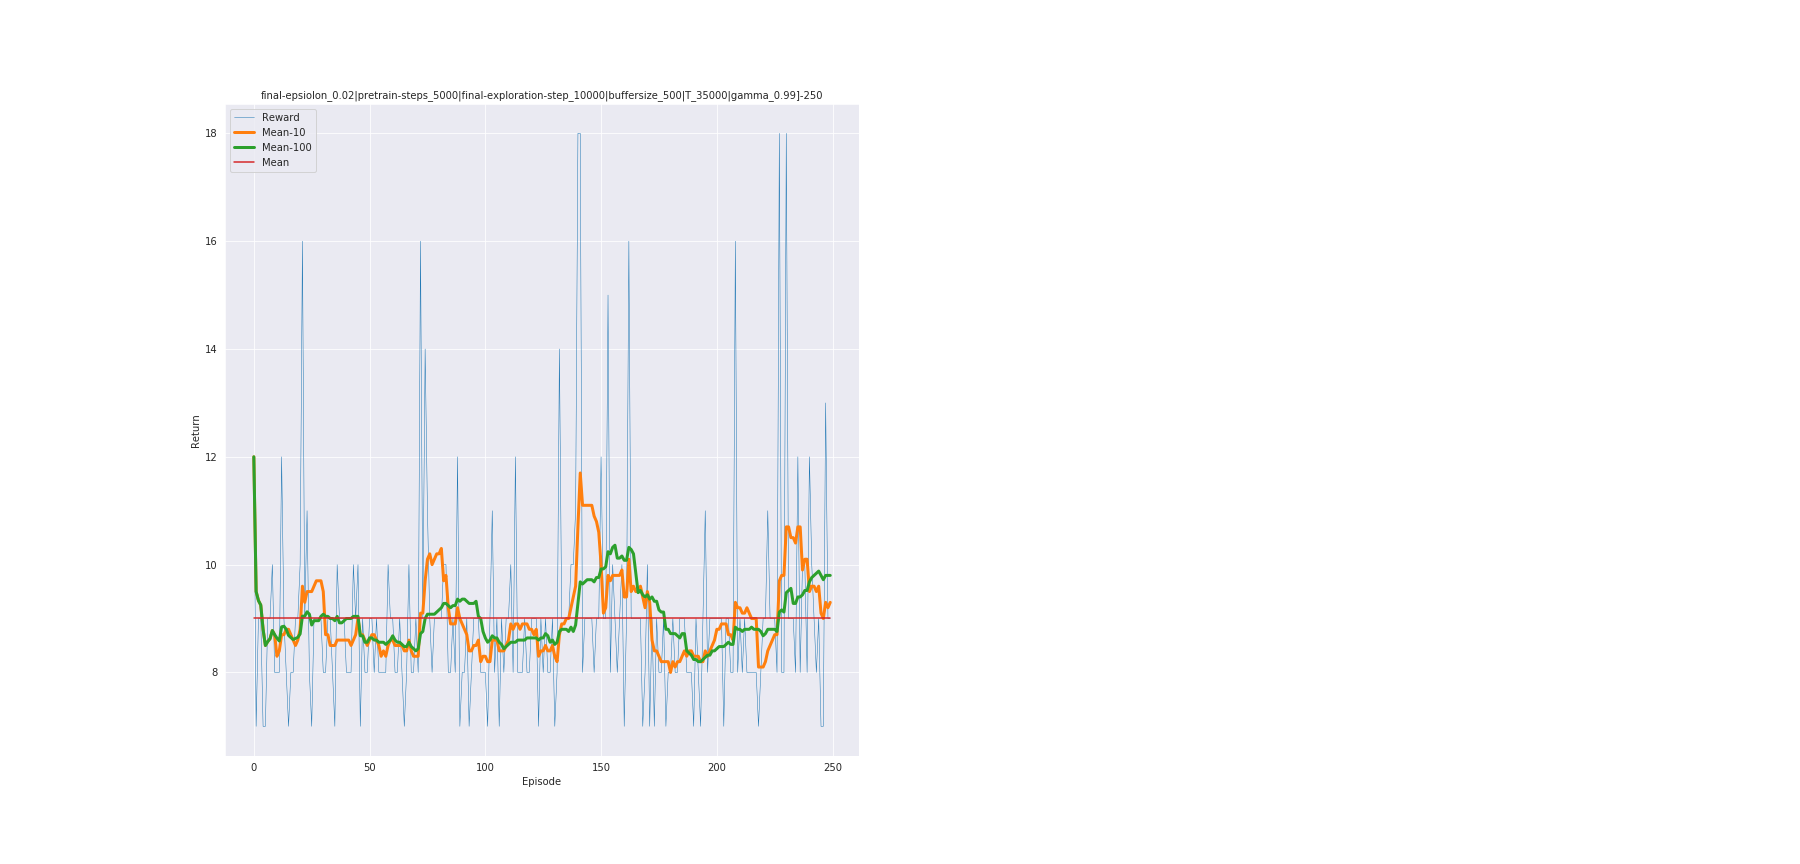 final-epsiolon_0.02|pretrain-steps_5000|final-exploration-step_10000|buffersize_500|T_35000|gamma_0.99]-250
Reward
Mean-10
Mean-100
Mean
18
16
14
12
10
8
Return
0 50 100 150 200 250
Episode